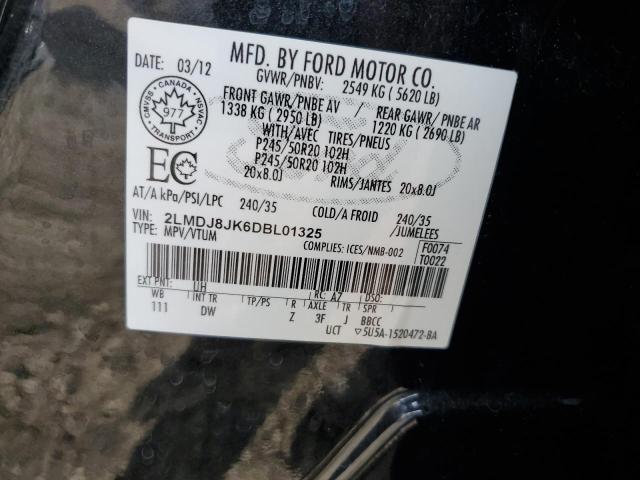 MFD. BY FORD MOTOR CO.
DATE: 03/12
GVWR/PNBV: 2549 KG ( 5620 LB)
FRONT GAWR/PNBE AV
1338 KG ( 2950 LB)
REAR GAWR/ PNBE AR
1220 KG ( 2690 LB)
WITH/AVEC TIRES/PNEUS
P245/50R20 102H
P245/50R20 102H
20x8.0J
RIMS/JANTES 20x8.0J
CMVSS CANADA NSVAC
977
TRANSPORT
EC
AT/A kPa/PSI/LPC 240/35 COLD/A FROID 240/35
/JUMELEES
VIN: 2LMDJ8JK6DBL01325
TYPE: MPV/VTUM
COMPLIES: ICES/NMB-002
F0074
T0022
EXT PNT: UH RC: A2 DSO:
WB INT TR TP/PS R AXLE TR SPR
111 DW Z 3F J BBCC
UCT 5U5A-1520472-BA